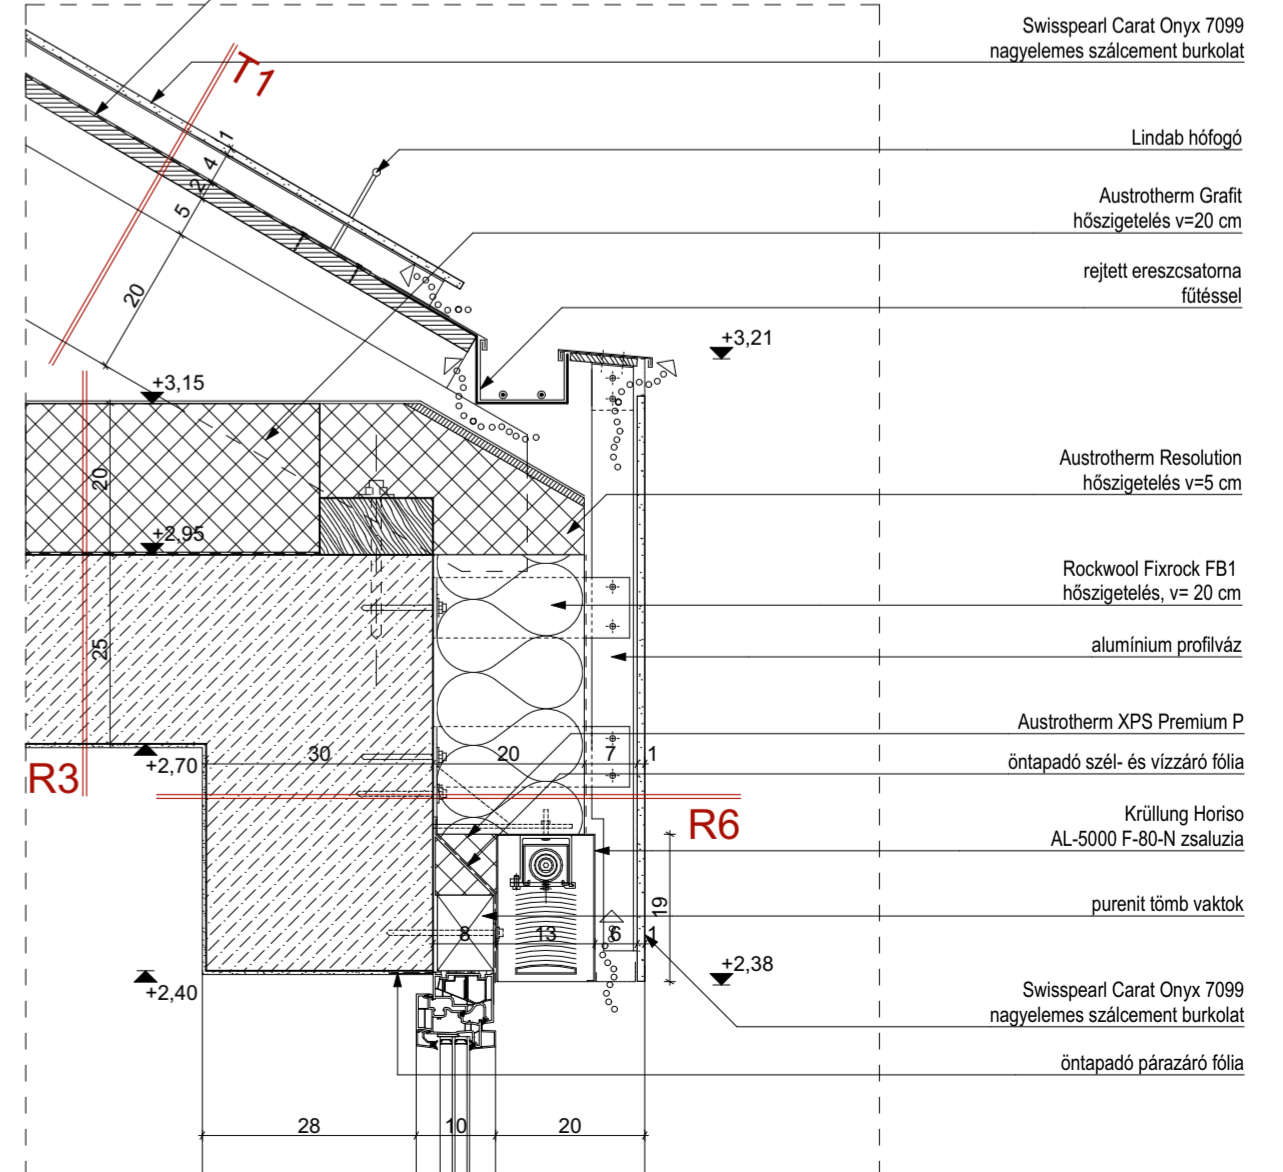 Swisspearl Carat Onyx 7099
nagyelemes szálcement burkolat
T1
Lindab hófogó
1
4
2
5
20
Austrotherm Grafit
hőszigetelés v=20 cm
rejtett ereszcsatorna
fűtéssel
+3,21
+3,15
20
Austrotherm Resolution
hőszigetelés v=5 cm
+2,95
Rockwool Fixrock FB1
hőszigetelés, v= 20 cm
25
alumínium profilváz
Austrotherm XPS Premium P
30
20
7
1
öntapadó szél- és vízzáró fólia
+2,70
R3
R6
Krüllung Horiso
AL-5000 F-80-N zsaluzia
19
purenit tömb vaktok
8
13
6
1
+2,38
+2,40
Swisspearl Carat Onyx 7099
nagyelemes szálcement burkolat
öntapadó párazáró fólia
28
10
20